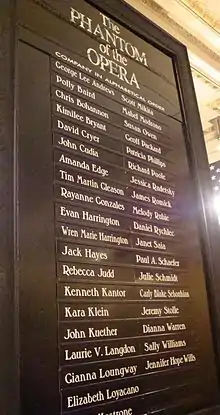 The
PHANTOM
of the
OPERA
COMPANY IN ALPHABETICAL ORDER
George Lee Andrews Scott Mikita
Polly Baird Mabel Modrono
Chris Bohannon Susan Owen
Kimilee Bryant Geoff Packard
David Cryer Patricia Phillips
John Cudia Richard Poole
Amanda Edge Jessica Radetsky
Tim Martin Gleason James Romick
Rayanne Gonzales Melody Rubie
Evan Harrington Daniel Rychlec
Wren Marie Harrington Janet Saia
Jack Hayes Paul A. Schaefer
Rebecca Judd Julie Schmidt
Kenneth Kantor Carly Blake Sebouhian
Kara Klein Jeremy Stolle
John Kuether Dianna Warren
Laurie V. Langdon Sally Williams
Gianna Loungway Jennifer Hope Wills
Elizabeth Loyacano